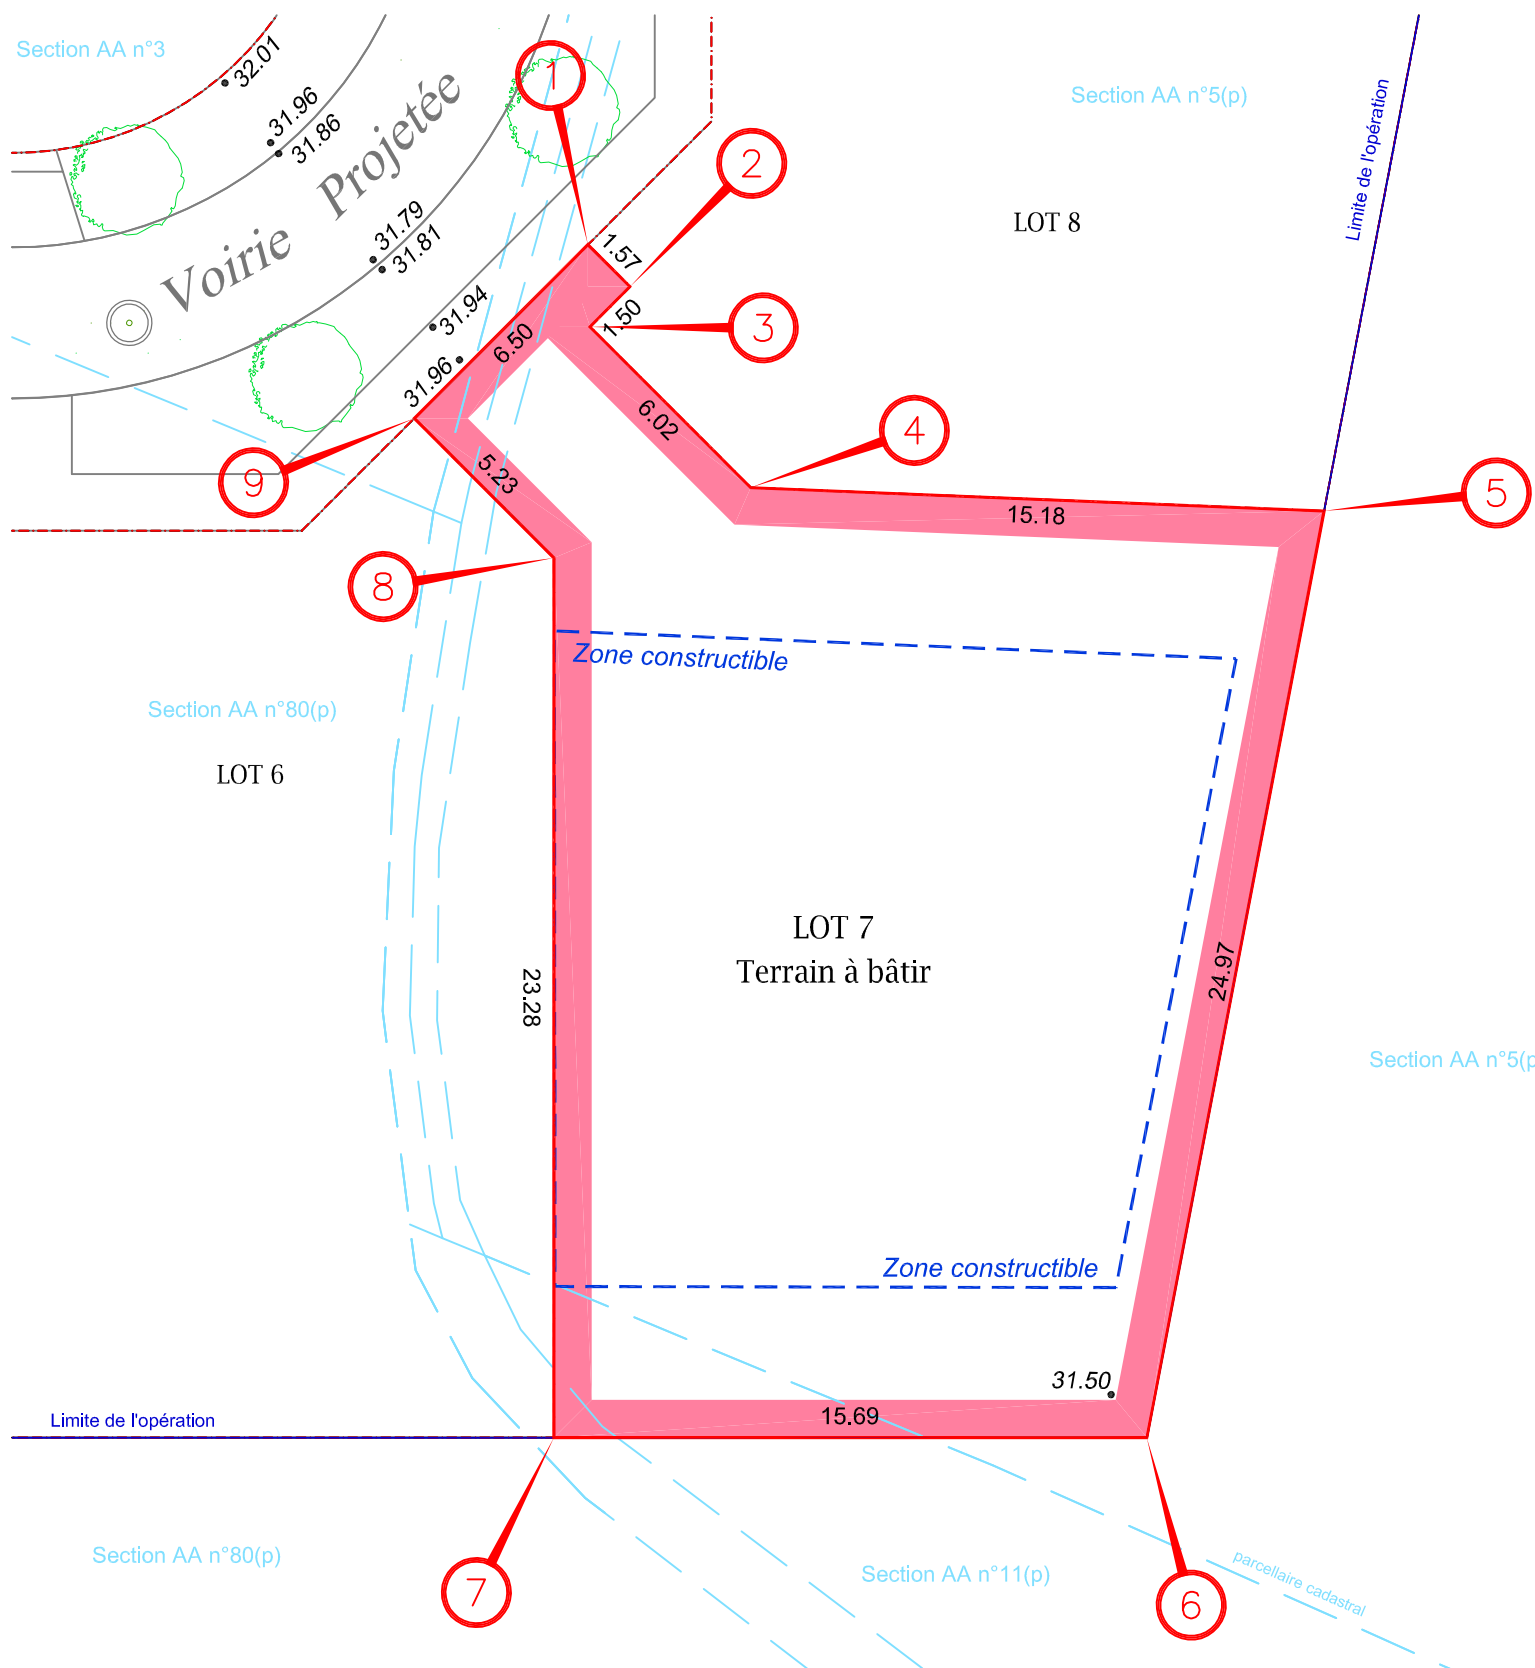 Section AA n°3
32.01
31.96
31.86
Voirie Projetée
31.79
31.81
31.94
31.96
1
2
3
4
5
6
7
8
9
1.57
1.50
6.50
6.02
5.23
15.18
24.97
23.28
15.69
31.50
Section AA n°5(p)
LOT 8
Limite de l'opération
Zone constructible
Section AA n°80(p)
LOT 6
LOT 7
Terrain à bâtir
Section AA n°5(p
Zone constructible
Limite de l'opération
Section AA n°80(p)
Section AA n°11(p)
parcellaire cadastral